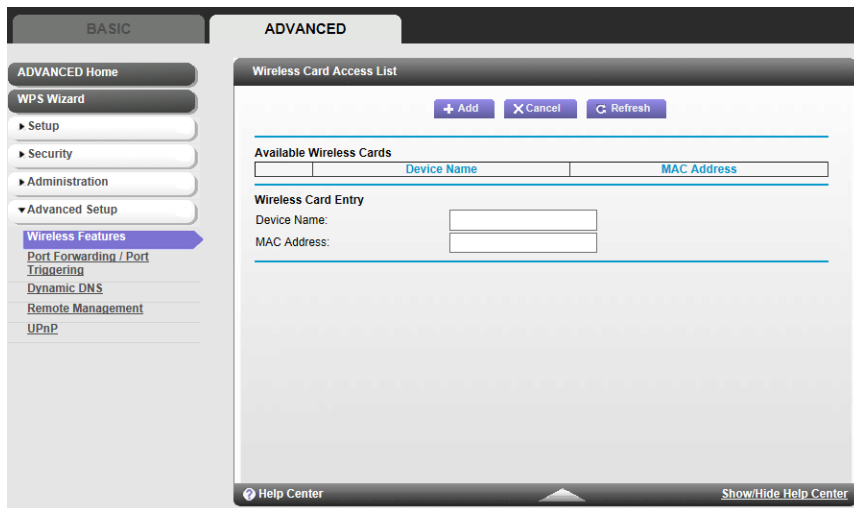 BASIC
ADVANCED
ADVANCED Home
WPS Wizard
Setup
Security
Administration
Advanced Setup
Wireless Features
Port Forwarding / Port
Triggering
Dynamic DNS
Remote Management
UPnP
Wireless Card Access List
Add Cancel Refresh
Available Wireless Cards
Device Name MAC Address
Wireless Card Entry
Device Name:
MAC Address:
Help Center Show/Hide Help Center